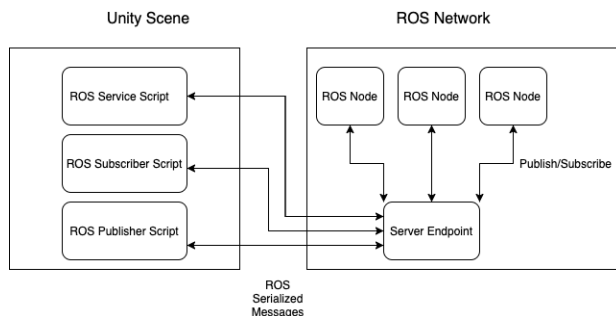 Unity Scene
ROS Network
ROS Service Script
ROS Subscriber Script
ROS Publisher Script
ROS Node
ROS Node
ROS Node
Publish/Subscribe
Server Endpoint
ROS
Serialized
Messages